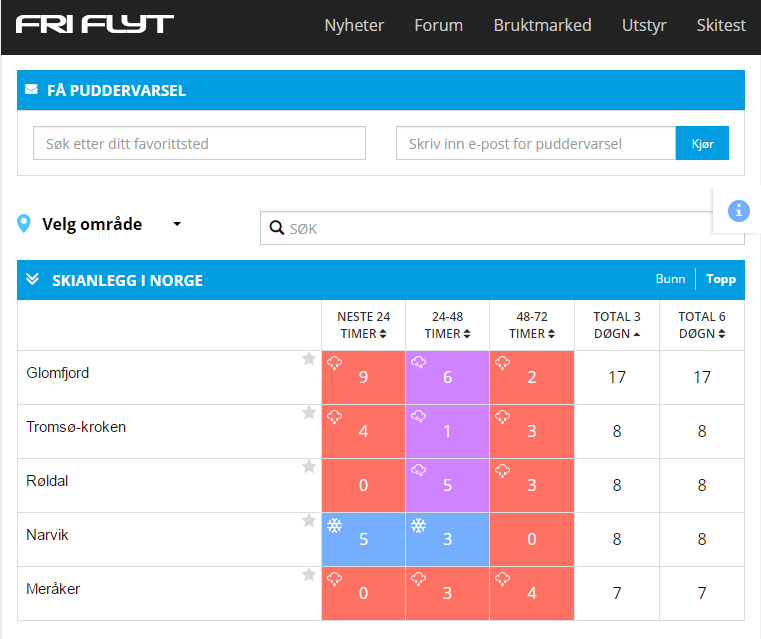 FRI FLYT
Nyheter Forum Bruktmarked Utstyr Skitest
FÅ PUDDERVARSEL
Søk etter ditt favorittsted Skriv inn e-post for puddervarsel Kjør
Velg område SØK
SKIANLEGG I NORGE Bunn Topp
NESTE 24 24-48 48-72 TOTAL 3 TOTAL 6
TIMER TIMER TIMER DØGN DØGN
Glomfjord 9 6 2 17 17
Tromsø-kroken 4 1 3 8 8
Røldal 0 5 3 8 8
Narvik 5 3 0 8 8
Meråker 0 3 4 7 7